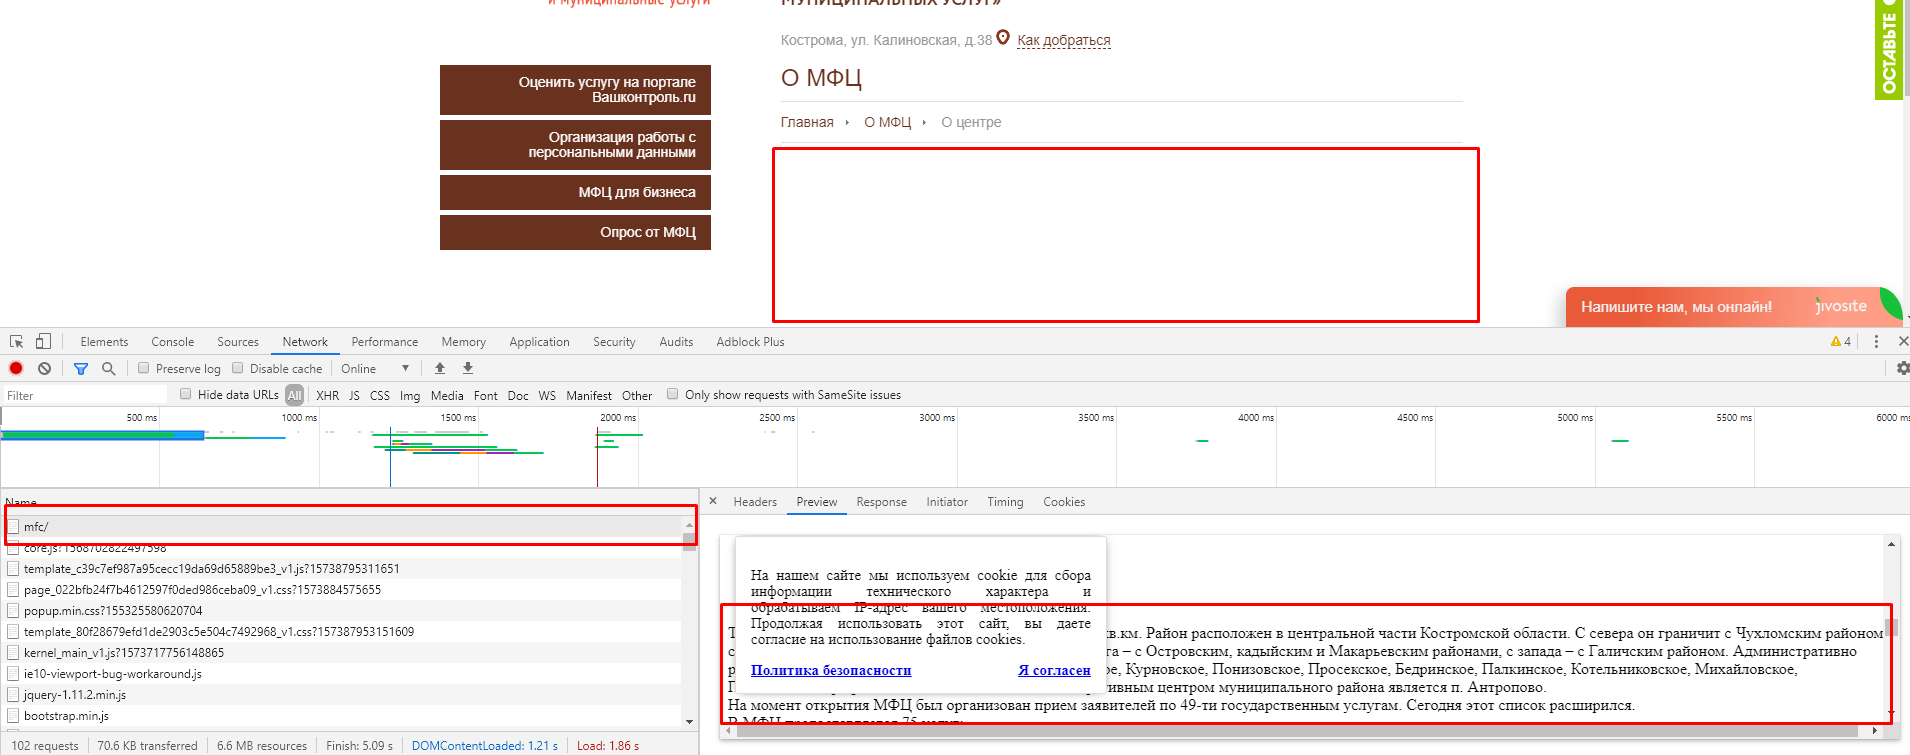 и муниципальные услуги
МУНИЦИПАЛЬНЫХ УСЛУГ»
Кострома, ул. Калиновская, д.38 Как добраться
О МФЦ
Главная О МФЦ О центре
Оценить услугу на портале
Вашконтроль.ru
Организация работы с
персональными данными
МФЦ для бизнеса
Опрос от МФЦ
ОСТАВЬТЕ
Напишите нам, мы онлайн! jivosite
Elements Console Sources Network Performance Memory Application Security Audits Adblock Plus 4
Preserve log Disable cache Online
Filter Hide data URLs All XHR JS CSS Img Media Font Doc WS Manifest Other Only show requests with SameSite issues
500 ms 1000 ms 1500 ms 2000 ms 2500 ms 3000 ms 3500 ms 4000 ms 4500 ms 5000 ms 5500 ms 6000 ms
Name
mfc/
core.js?1568702822497598
template_c39c7ef987a95cecc19da69d65889be3_v1.js?15738795311651
page_022bfb24f7b4612597f0ded986ceba09_v1.css?1573884575655
popup.min.css?155325580620704
template_80f28679efd1de2903c5e504c7492968_v1.css?157387953151609
kernel_main_v1.js?1573717756148865
ie10-viewport-bug-workaround.js
jquery-1.11.2.min.js
bootstrap.min.js
102 requests 70.6 KB transferred 6.6 MB resources Finish: 5.09 s DOMContentLoaded: 1.21 s Load: 1.86 s
Headers Preview Response Initiator Timing Cookies
На нашем сайте мы используем cookie для сбора
информации технического характера и
обрабатываем IP-адрес вашего местоположения.
Продолжая использовать этот сайт, вы даете
согласие на использование файлов cookies.
Политика безопасности Я согласен
кв.км. Район расположен в центральной части Костромской области. С севера он граничит с Чухломским районом
га – с Островским, кадыйским и Макарьевским районами, с запада – с Галичским районом. Административно
ое, Курновское, Понизовское, Просекское, Бедринское, Палкинское, Котельниковское, Михайловское,
ивным центром муниципального района является п. Антропово.
На момент открытия МФЦ был организован прием заявителей по 49-ти государственным услугам. Сегодня этот список расширился.
В МФЦ предоставляется 75 услуг: